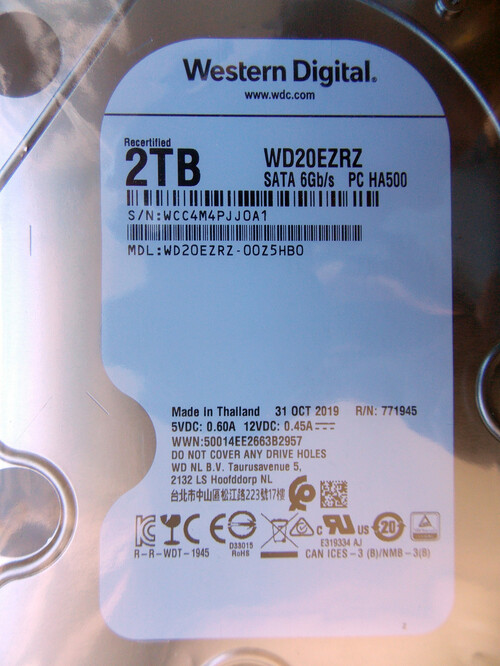 Western Digital®
www.wdc.com
Recertified
2TB
WD20EZRZ
SATA 6Gb/s PC HA500
S/N:WCC4M4PJJ0A1
MDL:WD20EZRZ-00Z5HB0
Made in Thailand 31 OCT 2019 R/N: 771945
5VDC: 0.60A 12VDC: 0.45A
WWN:50014EE2663B2957
DO NOT COVER ANY DRIVE HOLES
WD NL B.V. Taurusavenue 5,
2132 LS Hoofddorp NL
台北市中山區松江路223號17樓
R-R-WDT-1945
D33015
RoHS
C US
E319334 AJ
20
CAN ICES-3 (B)/NMB-3(B)